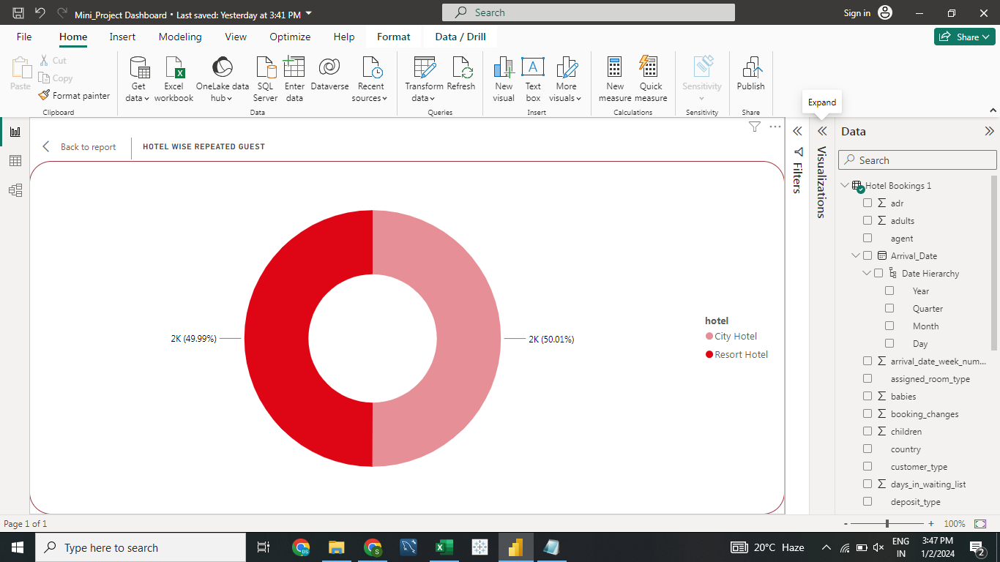 Mini_Project Dashboard • Last saved: Yesterday at 3:41 PM
Search
Sign in
File Home Insert Modeling View Optimize Help Format Data / Drill
Share
Paste
Cut
Copy
Format painter
Clipboard
Get data
Excel workbook
OneLake data hub
SQL Server
Enter data
Dataverse
Recent sources
Data
Transform data
Refresh
Queries
New visual
Text box
More visuals
Insert
New measure
Quick measure
Calculations
Sensitivity
Sensitivity
Publish
Share
Expand
Back to report
HOTEL WISE REPEATED GUEST
2K (49.99%)
2K (50.01%)
hotel
City Hotel
Resort Hotel
Filters
Visualizations
Data
Search
Hotel Bookings 1
adr
adults
agent
Arrival_Date
Date Hierarchy
Year
Quarter
Month
Day
arrival_date_week_num...
assigned_room_type
babies
booking_changes
children
country
customer_type
days_in_waiting_list
deposit_type
Page 1 of 1
- + 100%
Type here to search
DS
S
20°C Haze
ENG
IN
3:47 PM
1/2/2024
2